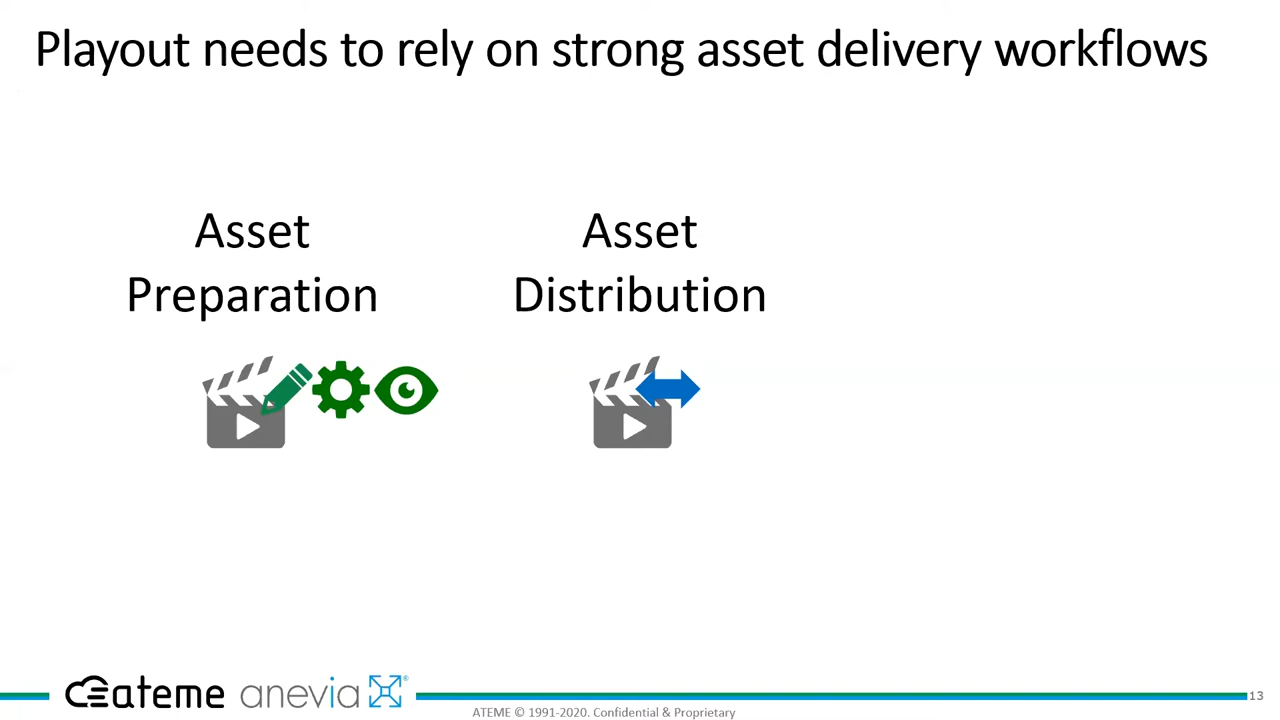 Playout needs to rely on strong asset delivery workflows
Asset
Preparation
Asset
Distribution
ateme anevia
13
ATEME © 1991-2020. Confidential & Proprietary